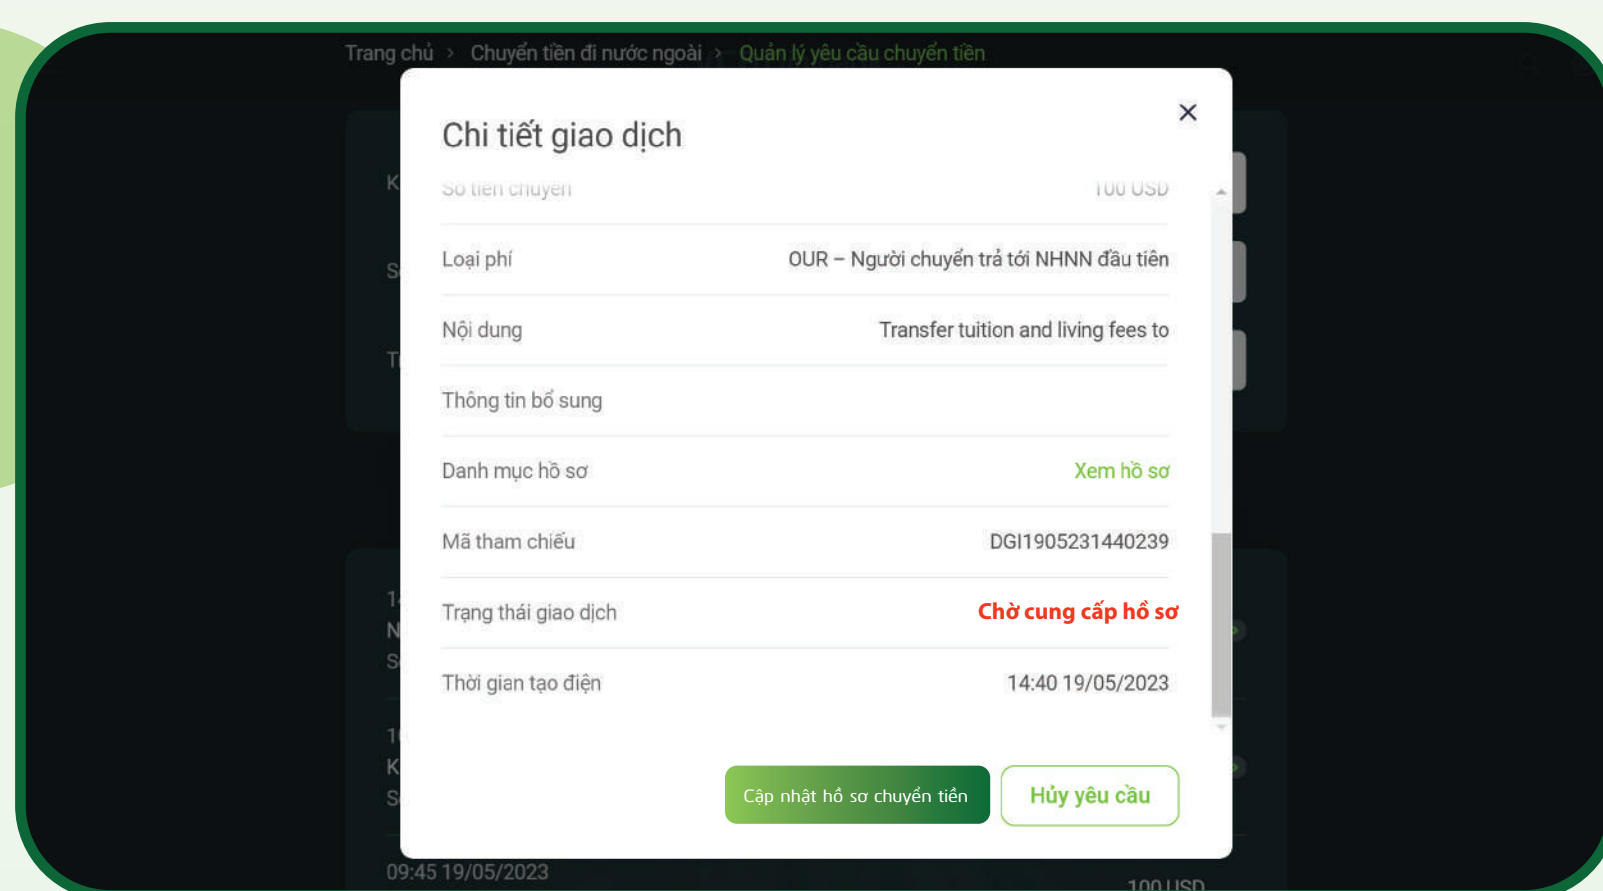 Trang chủ > Chuyển tiền đi nước ngoài > Quản lý yêu cầu chuyển tiền
Chi tiết giao dịch
Số tiền chuyển 100 USD
Loại phí OUR – Người chuyển trả tới NHNN đầu tiên
Nội dung Transfer tuition and living fees to
Thông tin bổ sung
Danh mục hồ sơ Xem hồ sơ
Mã tham chiếu DGI1905231440239
Trạng thái giao dịch Chờ cung cấp hồ sơ
Thời gian tạo điện 14:40 19/05/2023
Cập nhật hồ sơ chuyển tiền Hủy yêu cầu
09:45 19/05/2023
100 USD